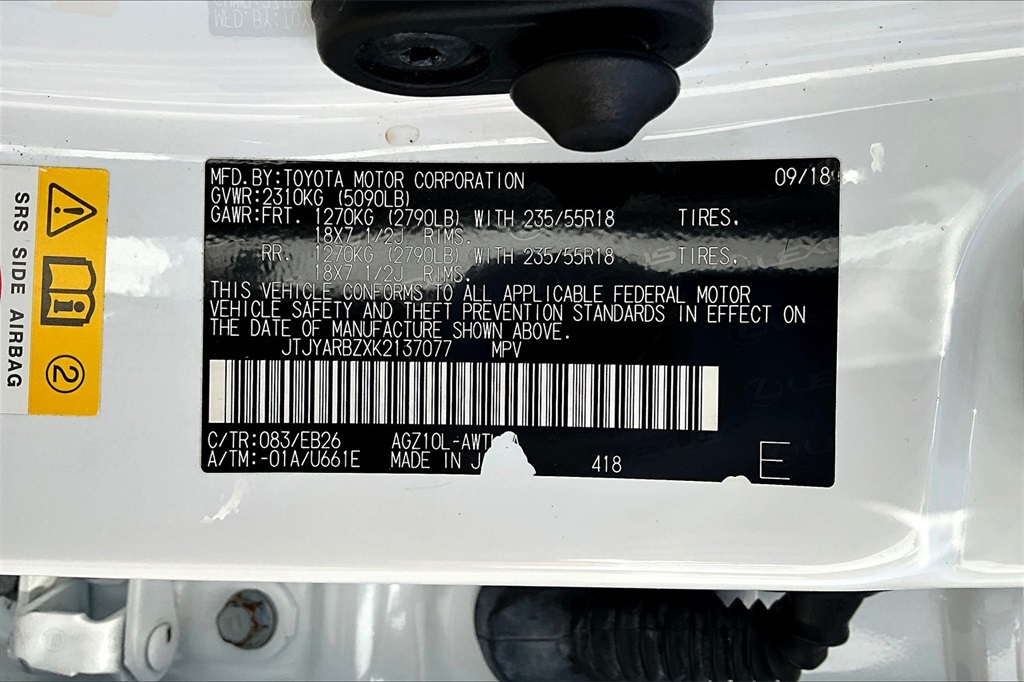 MFD.BY:TOYOTA MOTOR CORPORATION 09/18
GVWR:2310KG (5090LB)
GAWR:FRT. 1270KG (2790LB) WITH 235/55R18 TIRES.
18X7 1/2J RIMS.
RR. 1270KG (2790LB) WITH 235/55R18 TIRES.
18X7 1/2J RIMS.
THIS VEHICLE CONFORMS TO ALL APPLICABLE FEDERAL MOTOR
VEHICLE SAFETY AND THEFT PREVENTION STANDARDS IN EFFECT ON
THE DATE OF MANUFACTURE SHOWN ABOVE.
JTJYARBZXK2137077 MPV
C/TR:083/EB26
A/TM:-01A/U661E
MADE IN
418
E
SRS SIDE AIRBAG
2